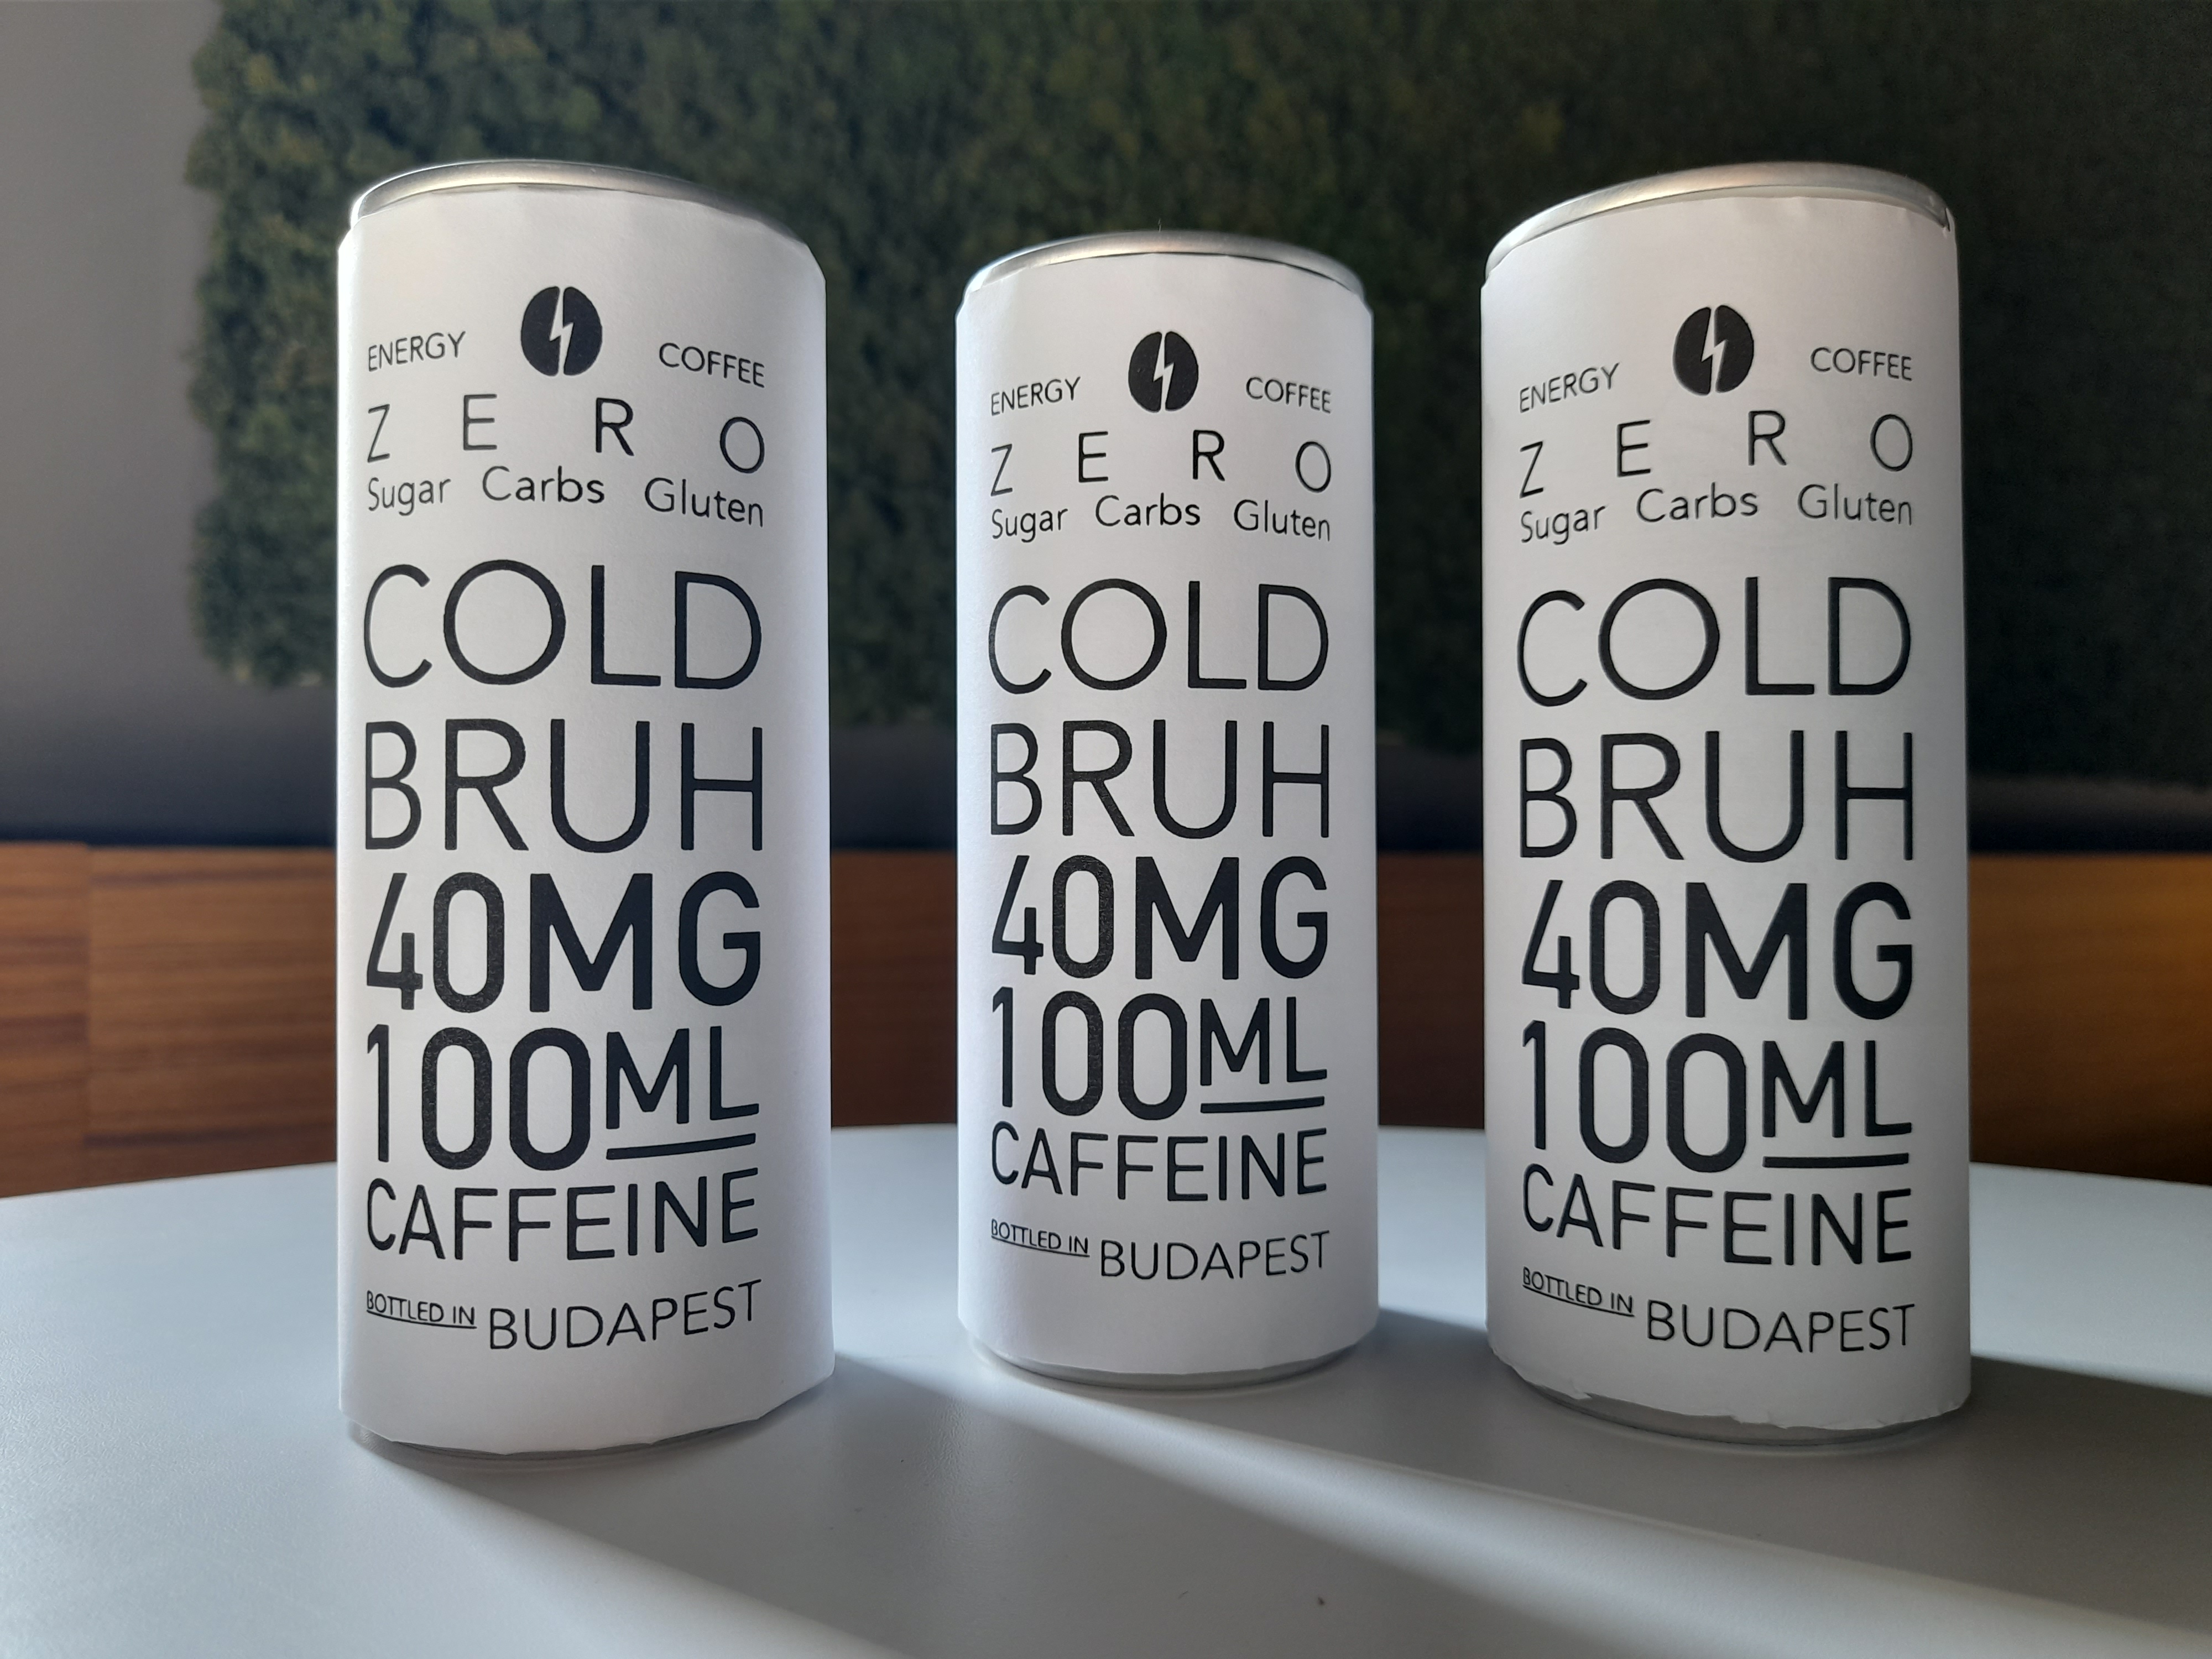 ENERGY COFFEE
Z E R O
Sugar Carbs Gluten
COLD
BRUH
40MG
100ML
CAFFEINE
BOTTLED IN BUDAPEST
ENERGY COFFEE
Z E R O
Sugar Carbs Gluten
COLD
BRUH
40MG
100ML
CAFFEINE
BOTTLED IN BUDAPEST
ENERGY COFFEE
Z E R O
Sugar Carbs Gluten
COLD
BRUH
40MG
100ML
CAFFEINE
BOTTLED IN BUDAPEST